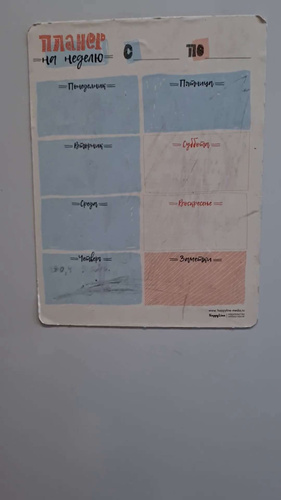 ПЛАНЕР
на неделю
С ПО
Понедельник
Пятница
Вторник
Суббота
Среда
Воскресенье
Четверг
Заметки